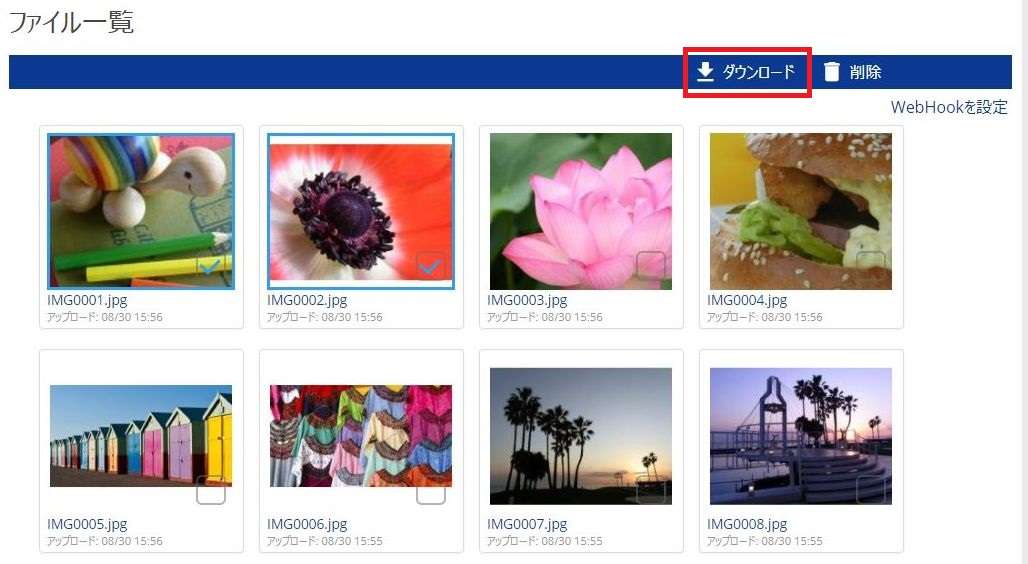 ファイル一覧
ダウンロード 削除
WebHookを設定
IMG0001.jpg IMG0002.jpg IMG0003.jpg IMG0004.jpg
アップロード: 08/30 15:56 アップロード: 08/30 15:56 アップロード: 08/30 15:56 アップロード: 08/30 15:56
IMG0005.jpg IMG0006.jpg IMG0007.jpg IMG0008.jpg
アップロード: 08/30 15:56 アップロード: 08/30 15:55 アップロード: 08/30 15:55 アップロード: 08/30 15:55